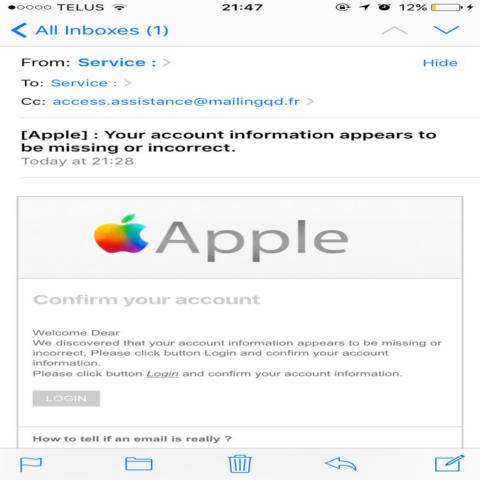 TELUS 21:47 12%
All Inboxes (1)
From: Service : Hide
To: Service :
Cc: access.assistance@mailingqd.fr
[Apple] : Your account information appears to
be missing or incorrect.
Today at 21:28
Apple
Confirm your account
Welcome Dear
We discovered that your account information appears to be missing or
incorrect, Please click button Login and confirm your account
information.
Please click button Login and confirm your account information.
LOGIN
How to tell if an email is really ?